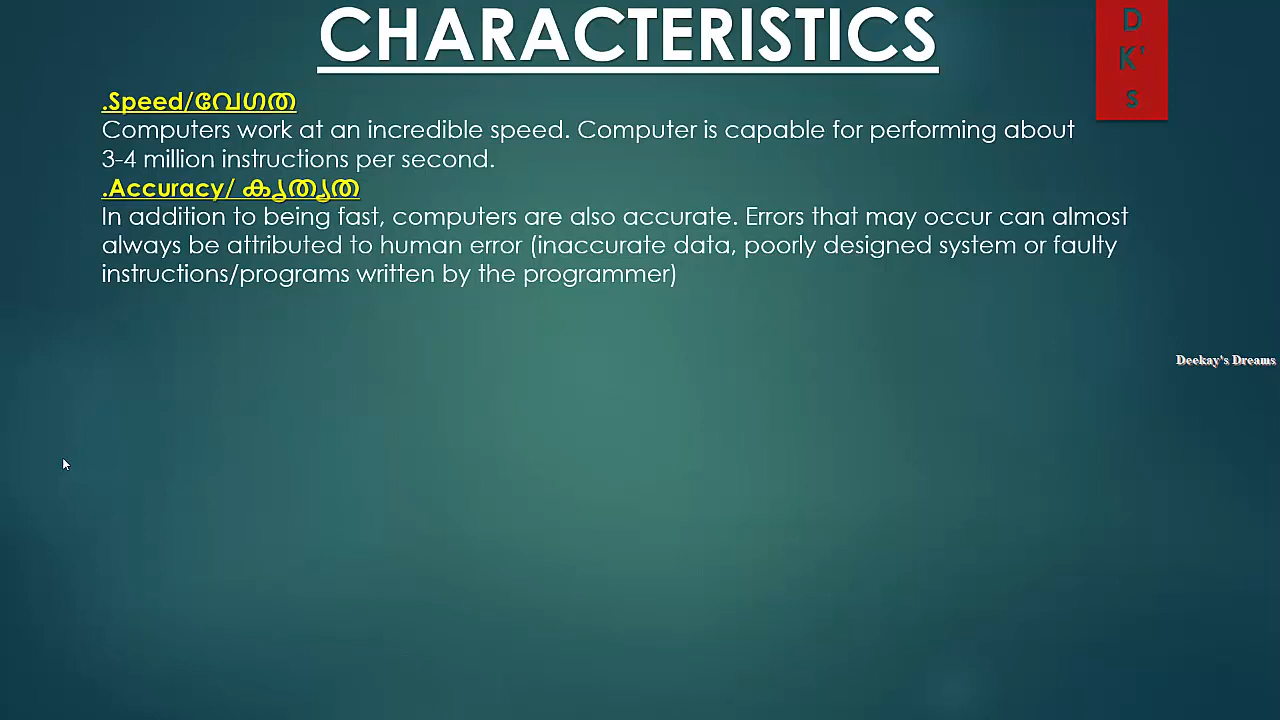 CHARACTERISTICS
D
K'
s
.Speed/വേഗത
Computers work at an incredible speed. Computer is capable for performing about
3-4 million instructions per second.
.Accuracy/ കൃത്യത
In addition to being fast, computers are also accurate. Errors that may occur can almost
always be attributed to human error (inaccurate data, poorly designed system or faulty
instructions/programs written by the programmer)
Deekay's Dreams